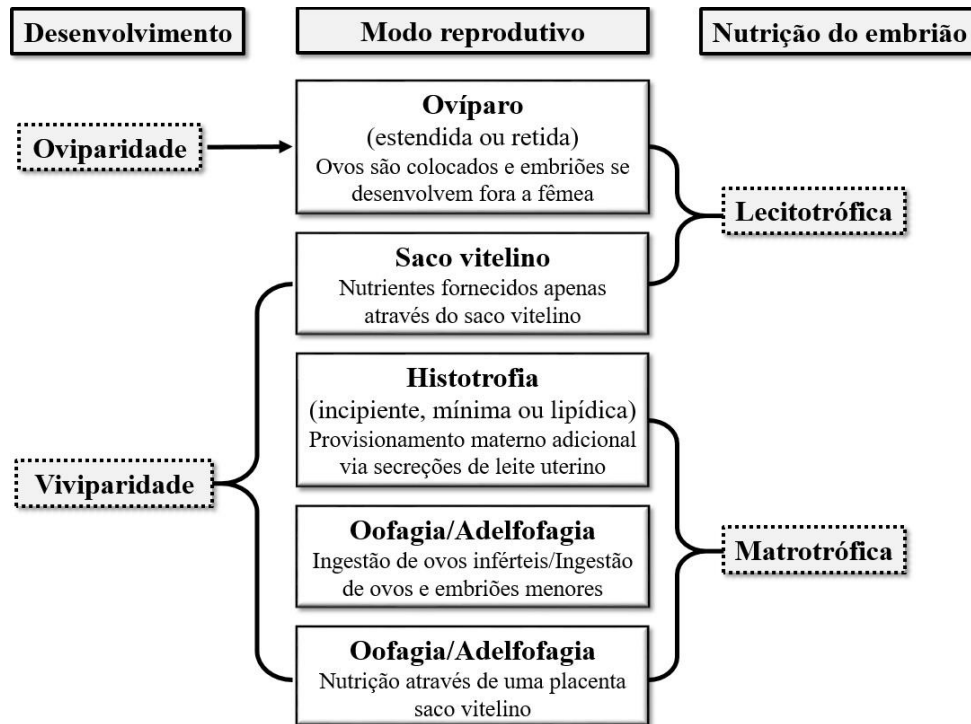 Desenvolvimento
Modo reprodutivo
Nutrição do embrião
Oviparidade
Ovíparo
(estendida ou retida)
Ovos são colocados e embriões se
desenvolvem fora a fêmea
Lecitotrófica
Saco vitelino
Nutrientes fornecidos apenas
através do saco vitelino
Viviparidade
Histotrofia
(incipiente, mínima ou lipídica)
Provisionamento materno adicional
via secreções de leite uterino
Oofagia/Adelfofagia
Ingestão de ovos inférteis/Ingestão
de ovos e embriões menores
Matrotrófica
Oofagia/Adelfofagia
Nutrição através de uma placenta
saco vitelino